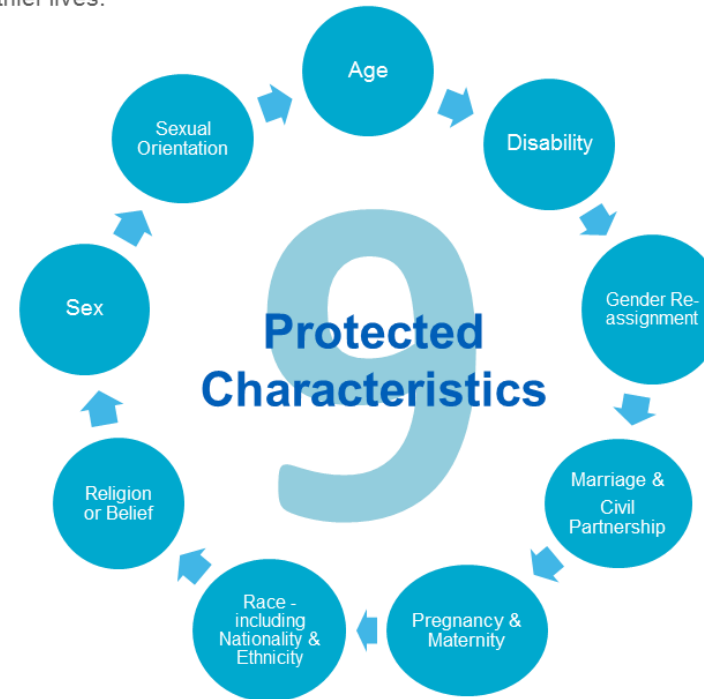 lives.
Age
Disability
Gender Re-
assignment
Marriage &
Civil
Partnership
Pregnancy &
Maternity
Race -
including
Nationality &
Ethnicity
Religion
or Belief
Sex
Sexual
Orientation
9
Protected
Characteristics